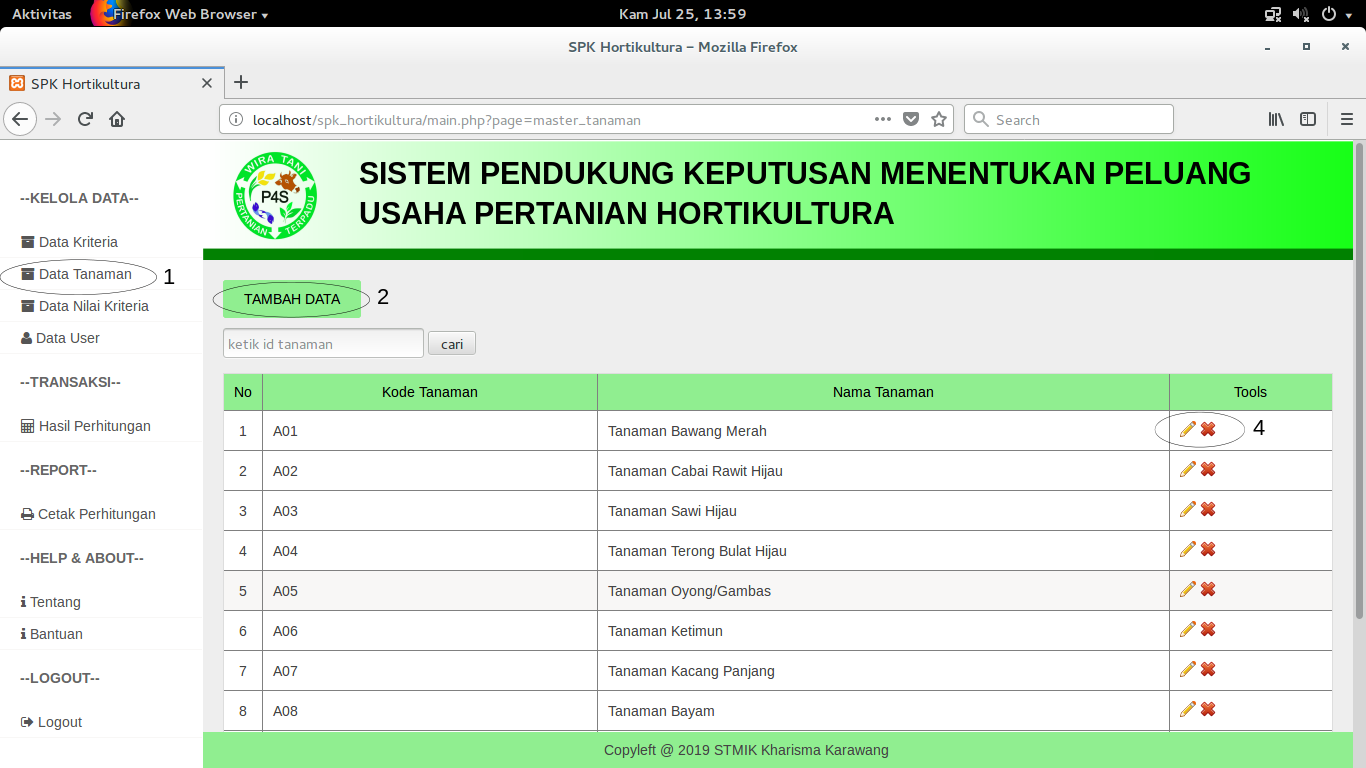 Aktivitas Firefox Web Browser Kam Jul 25, 13:59
SPK Hortikultura – Mozilla Firefox
SPK Hortikultura
localhost/spk_hortikultura/main.php?page=master_tanaman Search
WIRA TANI
P4S
PERTANIAN TERPADU
SISTEM PENDUKUNG KEPUTUSAN MENENTUKAN PELUANG
USAHA PERTANIAN HORTIKULTURA
--KELOLA DATA--
Data Kriteria
Data Tanaman 1
Data Nilai Kriteria
Data User
--TRANSAKSI--
Hasil Perhitungan
--REPORT--
Cetak Perhitungan
--HELP & ABOUT--
Tentang
Bantuan
--LOGOUT--
Logout
TAMBAH DATA 2
ketik id tanaman cari
No Kode Tanaman Nama Tanaman Tools
1 A01 Tanaman Bawang Merah 4
2 A02 Tanaman Cabai Rawit Hijau
3 A03 Tanaman Sawi Hijau
4 A04 Tanaman Terong Bulat Hijau
5 A05 Tanaman Oyong/Gambas
6 A06 Tanaman Ketimun
7 A07 Tanaman Kacang Panjang
8 A08 Tanaman Bayam
Copyleft @ 2019 STMIK Kharisma Karawang